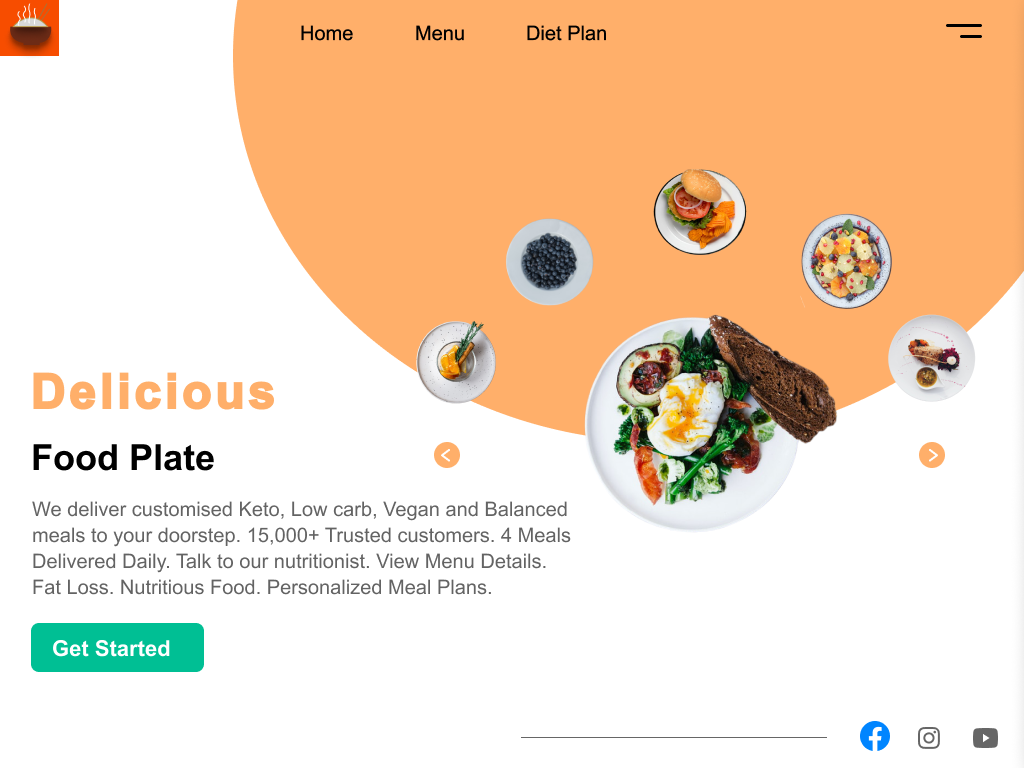 Home Menu Diet Plan
Delicious
Food Plate
We deliver customised Keto, Low carb, Vegan and Balanced
meals to your doorstep. 15,000+ Trusted customers. 4 Meals
Delivered Daily. Talk to our nutritionist. View Menu Details.
Fat Loss. Nutritious Food. Personalized Meal Plans.
Get Started